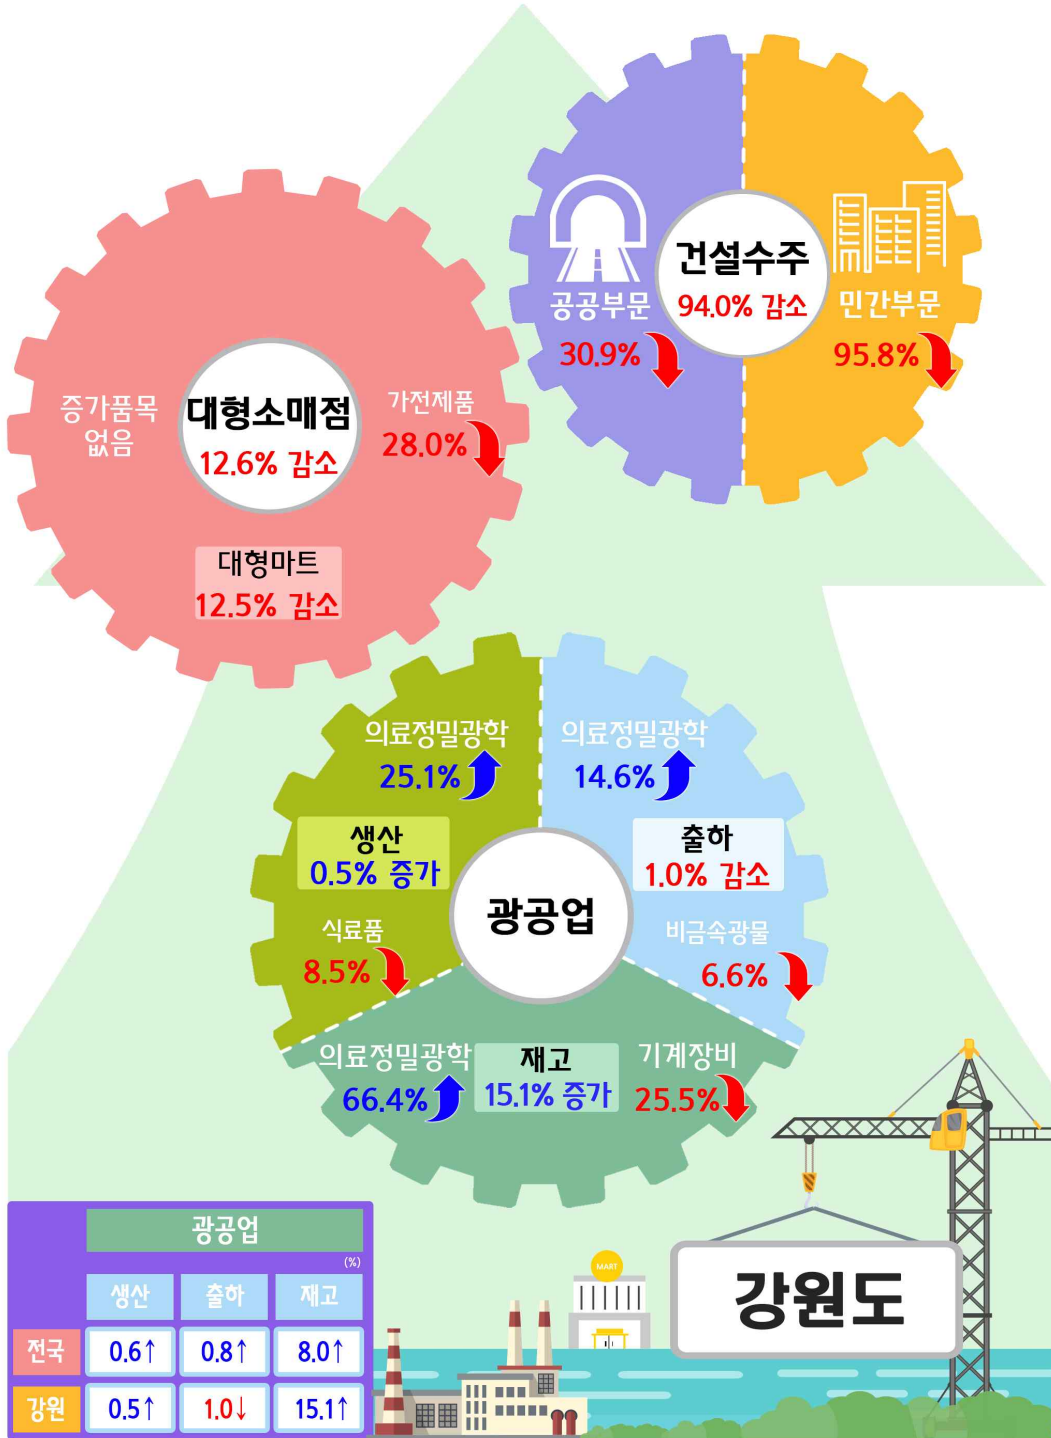 건설수주
94.0% 감소
공공부문
30.9%
민간부문
95.8%
대형소매점
12.6% 감소
증가품목
없음
가전제품
28.0%
대형마트
12.5% 감소
광공업
의료정밀광학
25.1%
생산
0.5% 증가
식료품
8.5%
의료정밀광학
14.6%
출하
1.0% 감소
비금속광물
6.6%
의료정밀광학
66.4%
재고
15.1% 증가
기계장비
25.5%
광공업
(%)
생산 출하 재고
전국 0.6↑ 0.8↑ 8.0↑
강원 0.5↑ 1.0↓ 15.1↑
MART
강원도